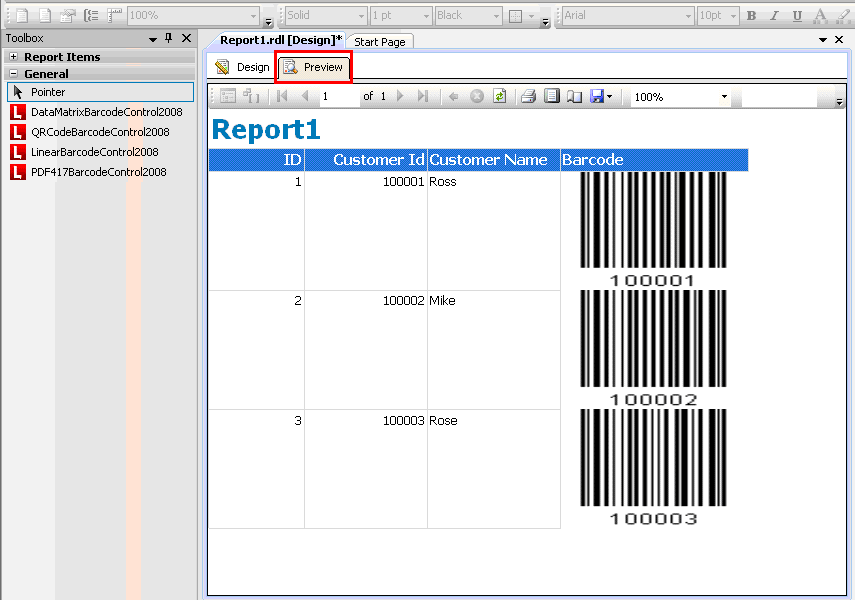 100% Solid 1 pt Black Arial 10pt B I U A
Toolbox
Report1.rdl [Design]* Start Page
Report Items
General
Pointer
DataMatrixBarcodeControl2008
QRCodeBarcodeControl2008
LinearBarcodeControl2008
PDF417BarcodeControl2008
Design Preview
1 of 1 100%
Report1
ID Customer Id Customer Name Barcode
1 100001 Ross
100001
2 100002 Mike
100002
3 100003 Rose
100003